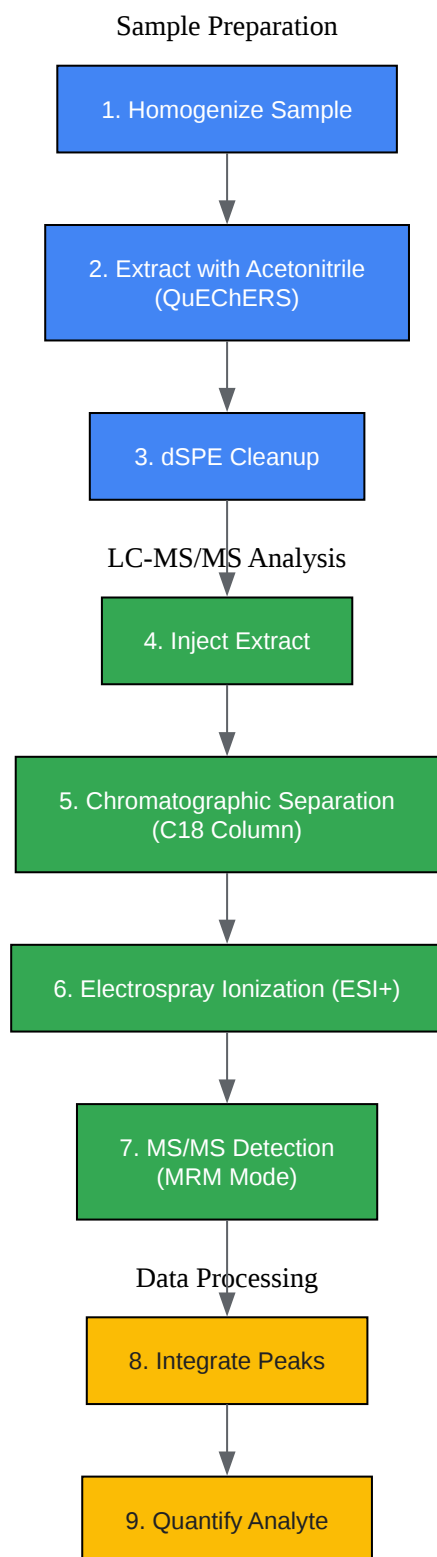 Sample Preparation
1. Homogenize Sample
2. Extract with Acetonitrile
(QuEChERS)
3. dSPE Cleanup
LC-MS/MS Analysis
4. Inject Extract
5. Chromatographic Separation
(C18 Column)
6. Electrospray Ionization (ESI+)
7. MS/MS Detection
(MRM Mode)
Data Processing
8. Integrate Peaks
9. Quantify Analyte